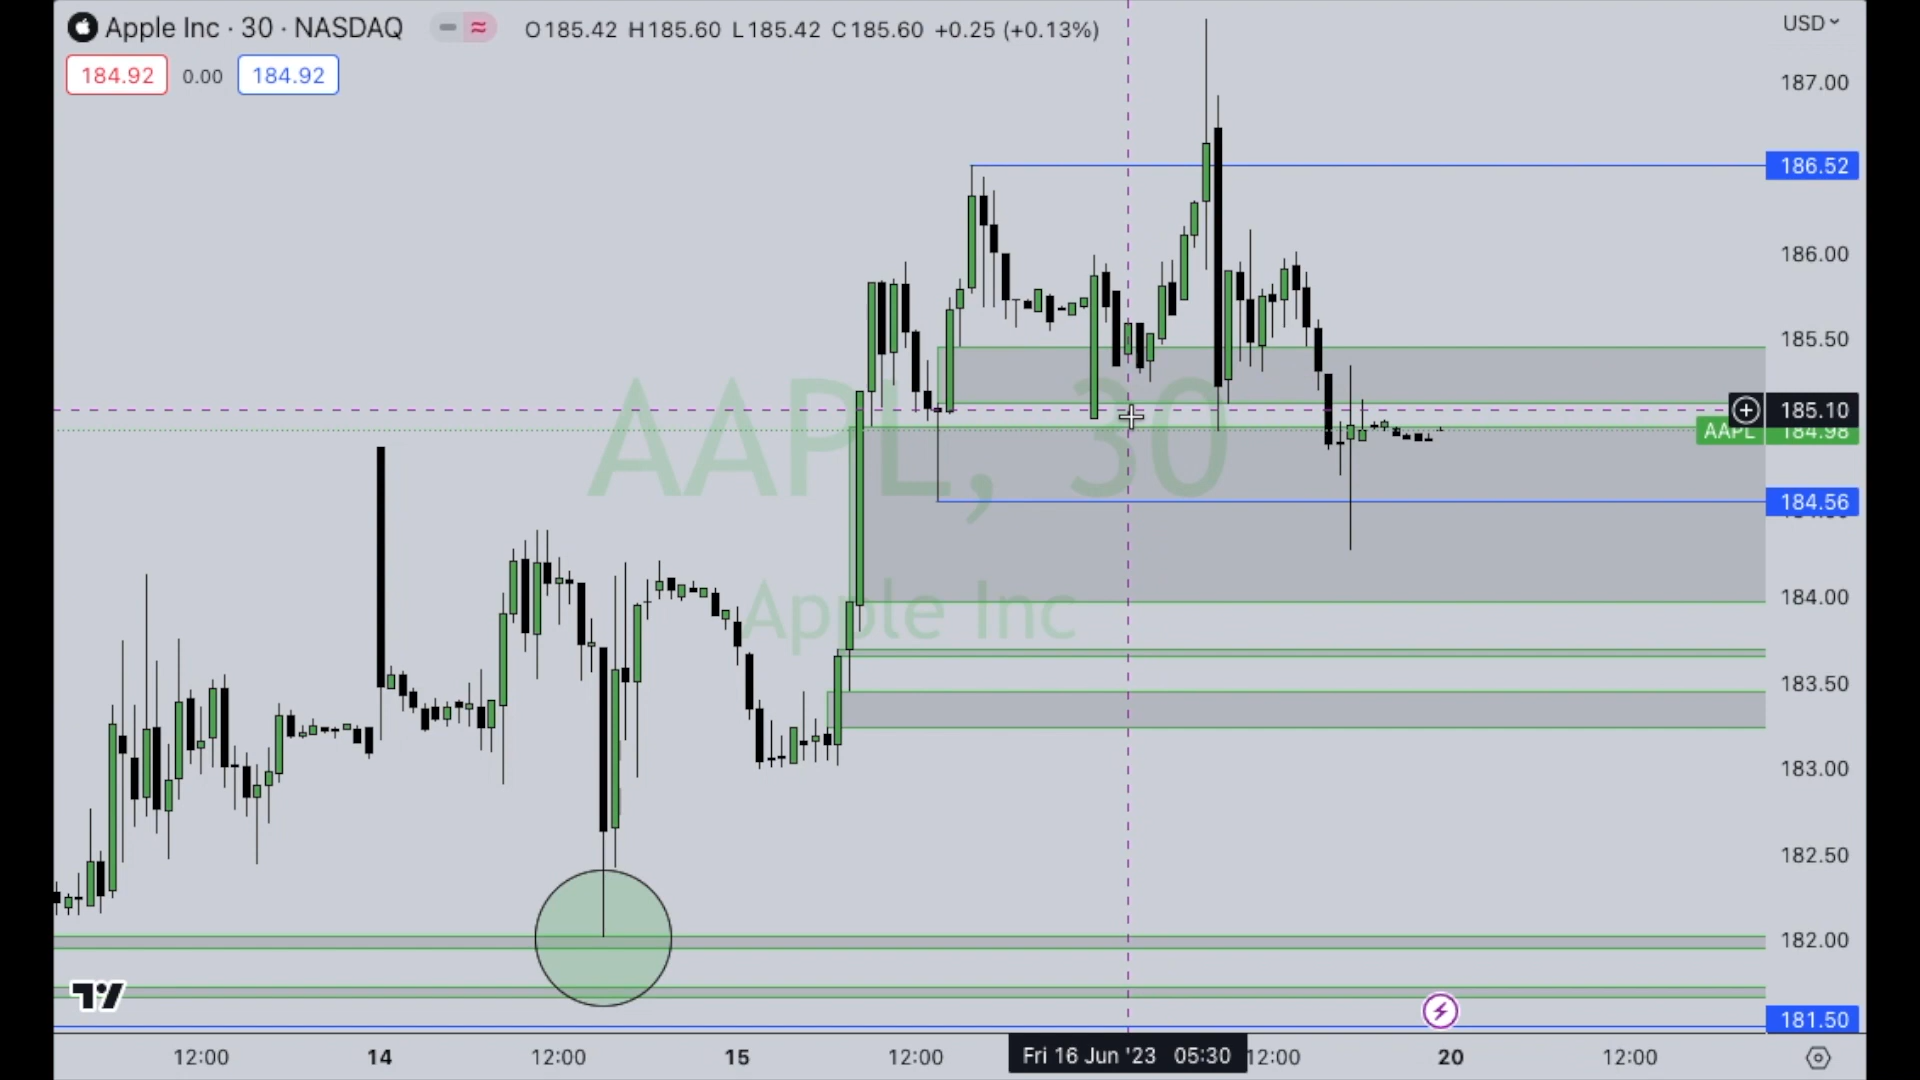 Apple Inc · 30 · NASDAQ
O185.42 H185.60 L185.42 C185.60 +0.25 (+0.13%)
USD
184.92 0.00 184.92
187.00
186.52
186.00
185.50
185.10
AAPL 184.98
184.56
184.00
183.50
183.00
182.50
182.00
181.50
AAPL, 30
Apple Inc
12:00 14 12:00 15 12:00 Fri 16 Jun '23 05:30 12:00 20 12:00